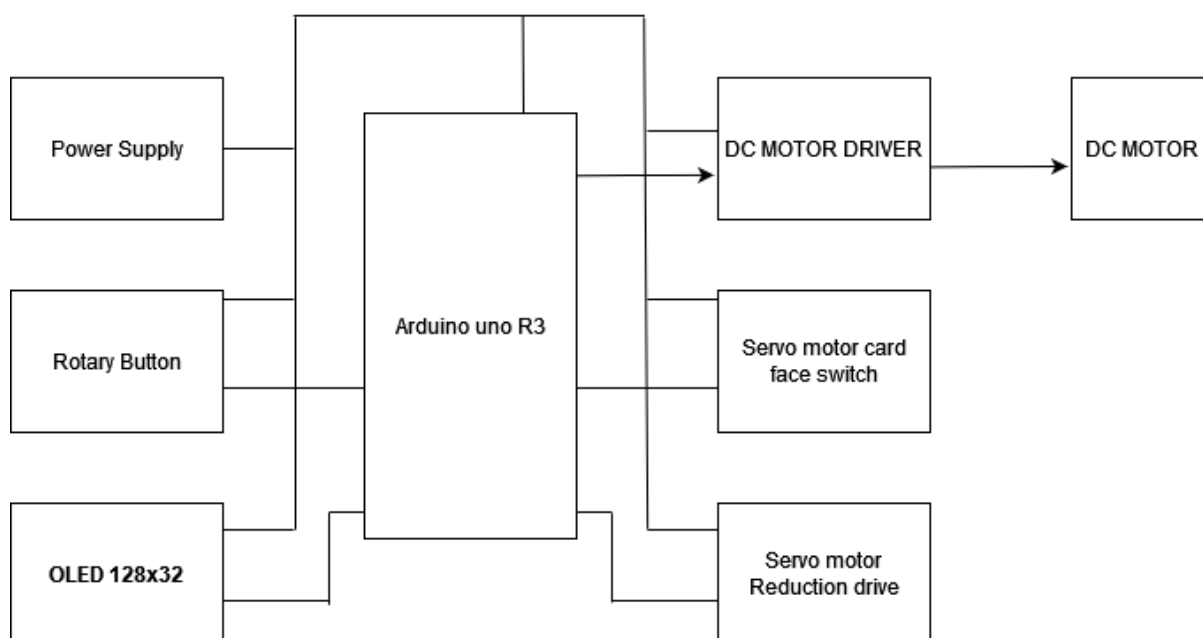 Power Supply
DC MOTOR DRIVER
DC MOTOR
Rotary Button
Arduino uno R3
Servo motor card
face switch
OLED 128x32
Servo motor
Reduction drive